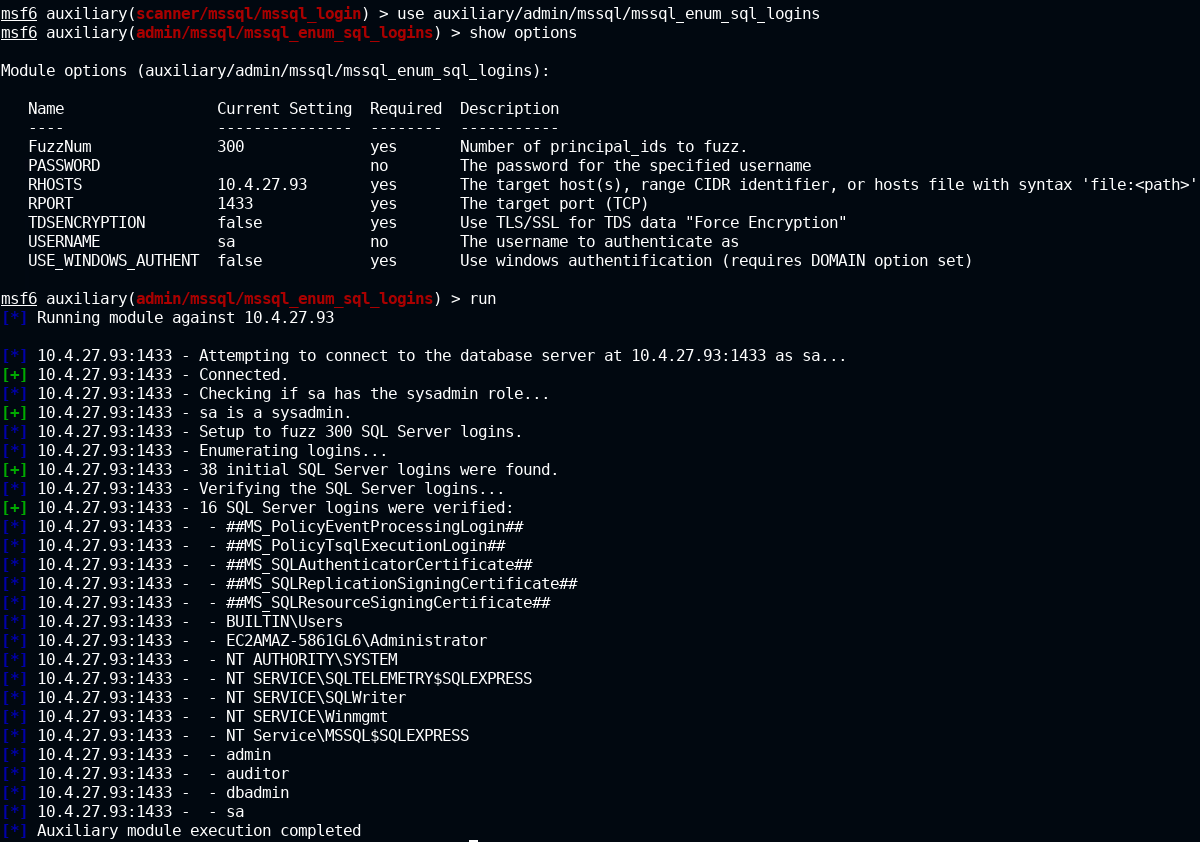 msf6 auxiliary(scanner/mssql/mssql_login) > use auxiliary/admin/mssql/mssql_enum_sql_logins
msf6 auxiliary(admin/mssql/mssql_enum_sql_logins) > show options
Module options (auxiliary/admin/mssql/mssql_enum_sql_logins):
Name                 Current Setting  Required  Description
----                 ---------------  --------  -----------
FuzzNum              300              yes       Number of principal_ids to fuzz.
PASSWORD                              no        The password for the specified username
RHOSTS               10.4.27.93       yes       The target host(s), range CIDR identifier, or hosts file with syntax 'file:<path>'
RPORT                1433             yes       The target port (TCP)
TDSENCRYPTION        false            yes       Use TLS/SSL for TDS data "Force Encryption"
USERNAME             sa               no        The username to authenticate as
USE_WINDOWS_AUTHENT  false            yes       Use windows authentification (requires DOMAIN option set)
msf6 auxiliary(admin/mssql/mssql_enum_sql_logins) > run
[*] Running module against 10.4.27.93
[*] 10.4.27.93:1433 - Attempting to connect to the database server at 10.4.27.93:1433 as sa...
[+] 10.4.27.93:1433 - Connected.
[*] 10.4.27.93:1433 - Checking if sa has the sysadmin role...
[+] 10.4.27.93:1433 - sa is a sysadmin.
[*] 10.4.27.93:1433 - Setup to fuzz 300 SQL Server logins.
[*] 10.4.27.93:1433 - Enumerating logins...
[+] 10.4.27.93:1433 - 38 initial SQL Server logins were found.
[*] 10.4.27.93:1433 - Verifying the SQL Server logins...
[+] 10.4.27.93:1433 - 16 SQL Server logins were verified:
[*] 10.4.27.93:1433 -  - ##MS_PolicyEventProcessingLogin##
[*] 10.4.27.93:1433 -  - ##MS_PolicyTsqlExecutionLogin##
[*] 10.4.27.93:1433 -  - ##MS_SQLAuthenticatorCertificate##
[*] 10.4.27.93:1433 -  - ##MS_SQLReplicationSigningCertificate##
[*] 10.4.27.93:1433 -  - ##MS_SQLResourceSigningCertificate##
[*] 10.4.27.93:1433 -  - BUILTIN\Users
[*] 10.4.27.93:1433 -  - EC2AMAZ-5861GL6\Administrator
[*] 10.4.27.93:1433 -  - NT AUTHORITY\SYSTEM
[*] 10.4.27.93:1433 -  - NT SERVICE\SQLTELEMETRY$SQLEXPRESS
[*] 10.4.27.93:1433 -  - NT SERVICE\SQLWriter
[*] 10.4.27.93:1433 -  - NT SERVICE\Winmgmt
[*] 10.4.27.93:1433 -  - NT Service\MSSQL$SQLEXPRESS
[*] 10.4.27.93:1433 -  - admin
[*] 10.4.27.93:1433 -  - auditor
[*] 10.4.27.93:1433 -  - dbadmin
[*] 10.4.27.93:1433 -  - sa
[*] Auxiliary module execution completed